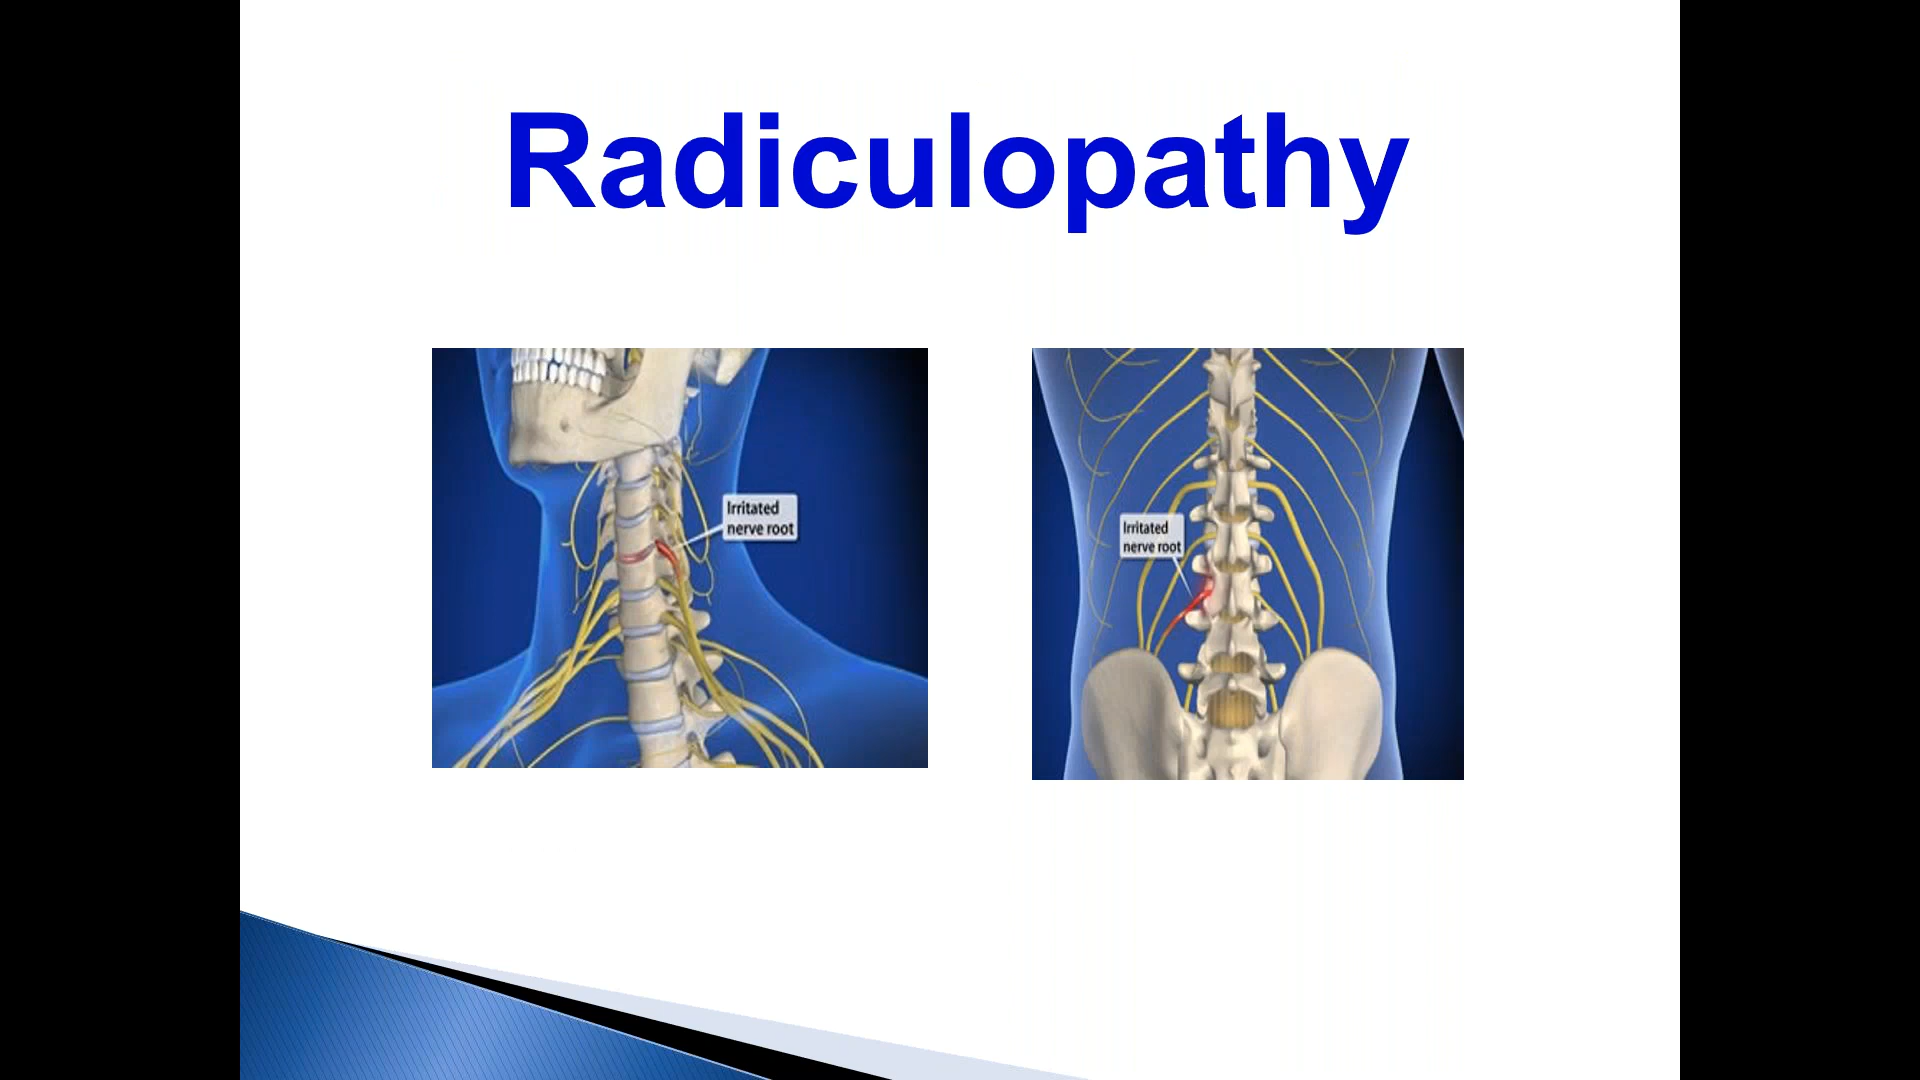 Radiculopathy
Irritated
nerve root
Irritated
nerve root